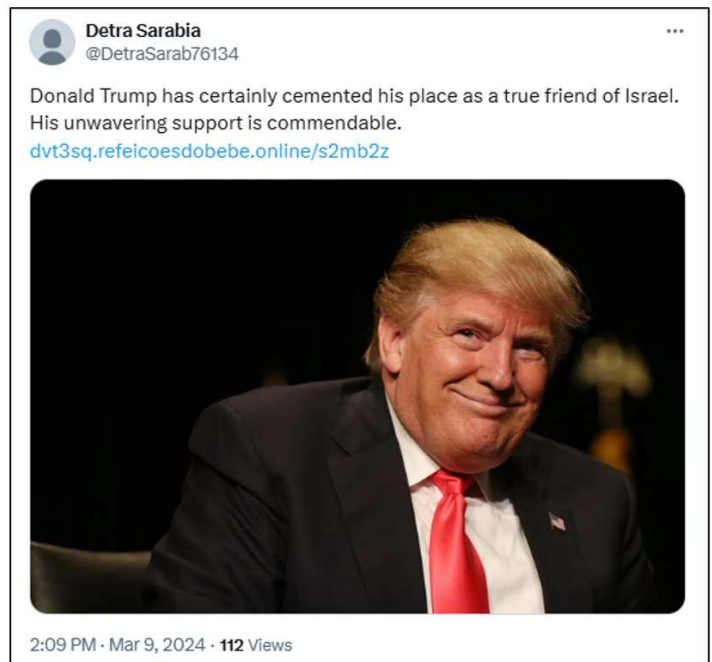 Detra Sarabia
@DetraSarab76134
Donald Trump has certainly cemented his place as a true friend of Israel.
His unwavering support is commendable.
dvt3sq.refeicoesdobebe.online/s2mb2z
2:09 PM · Mar 9, 2024 · 112 Views